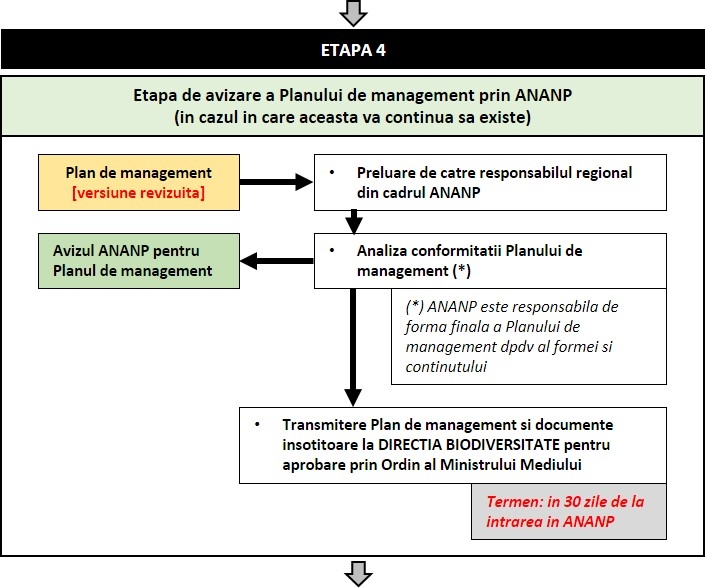 ETAPA 4
Etapa de avizare a Planului de management prin ANANP
(in cazul in care aceasta va continua sa existe)
Plan de management
[versiune revizuita]
• Preluare de catre responsabilul regional
din cadrul ANANP
Avizul ANANP pentru
Planul de management
• Analiza conformitatii Planului de
management (*)
(*) ANANP este responsabila de
forma finala a Planului de
management dpdv al formei si
continutului
• Transmitere Plan de management si documente
insotitoare la DIRECTIA BIODIVERSITATE pentru
aprobare prin Ordin al Ministrului Mediului
Termen: in 30 zile de la
intrarea in ANANP